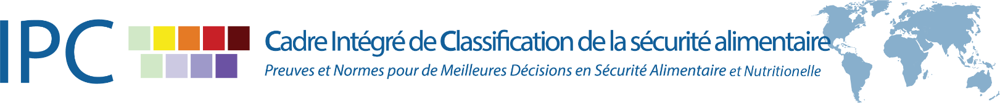 IPC
Cadre Intégré de Classification de la sécurité alimentaire
Preuves et Normes pour de Meilleures Décisions en Sécurité Alimentaire et Nutritionelle